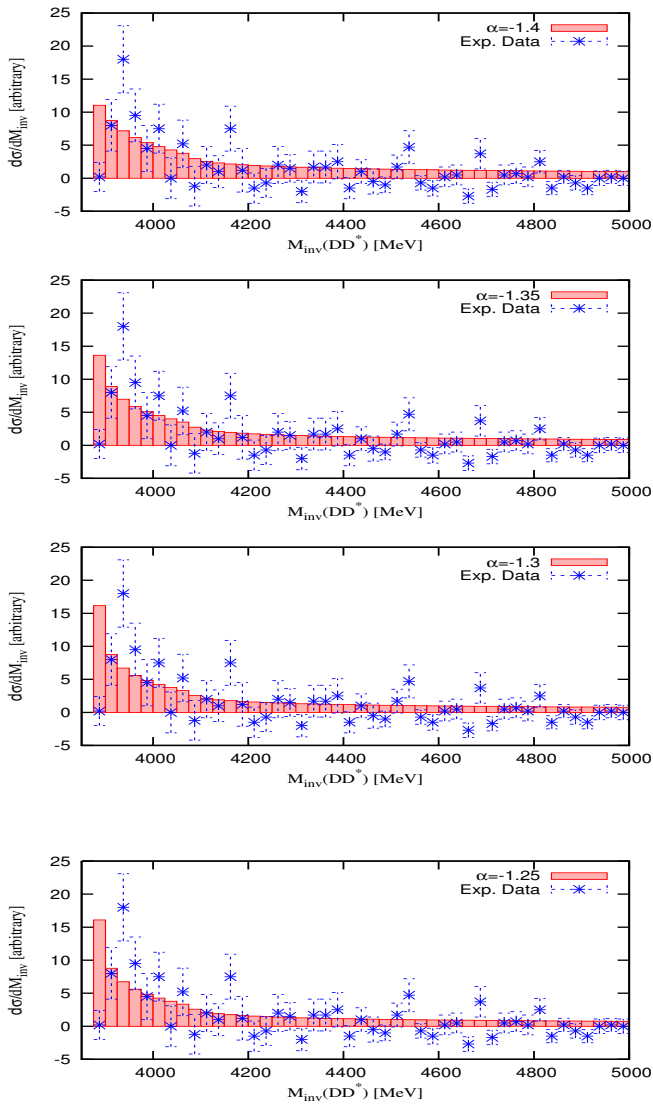 25
20
15
10
5
0
-5
dσ/dM_inv [arbitrary]
α=-1.4
Exp. Data
4000 4200 4400 4600 4800 5000
M_inv(DD*) [MeV]
25
20
15
10
5
0
-5
dσ/dM_inv [arbitrary]
α=-1.35
Exp. Data
4000 4200 4400 4600 4800 5000
M_inv(DD*) [MeV]
25
20
15
10
5
0
-5
dσ/dM_inv [arbitrary]
α=-1.3
Exp. Data
4000 4200 4400 4600 4800 5000
M_inv(DD*) [MeV]
25
20
15
10
5
0
-5
dσ/dM_inv [arbitrary]
α=-1.25
Exp. Data
4000 4200 4400 4600 4800 5000
M_inv(DD*) [MeV]